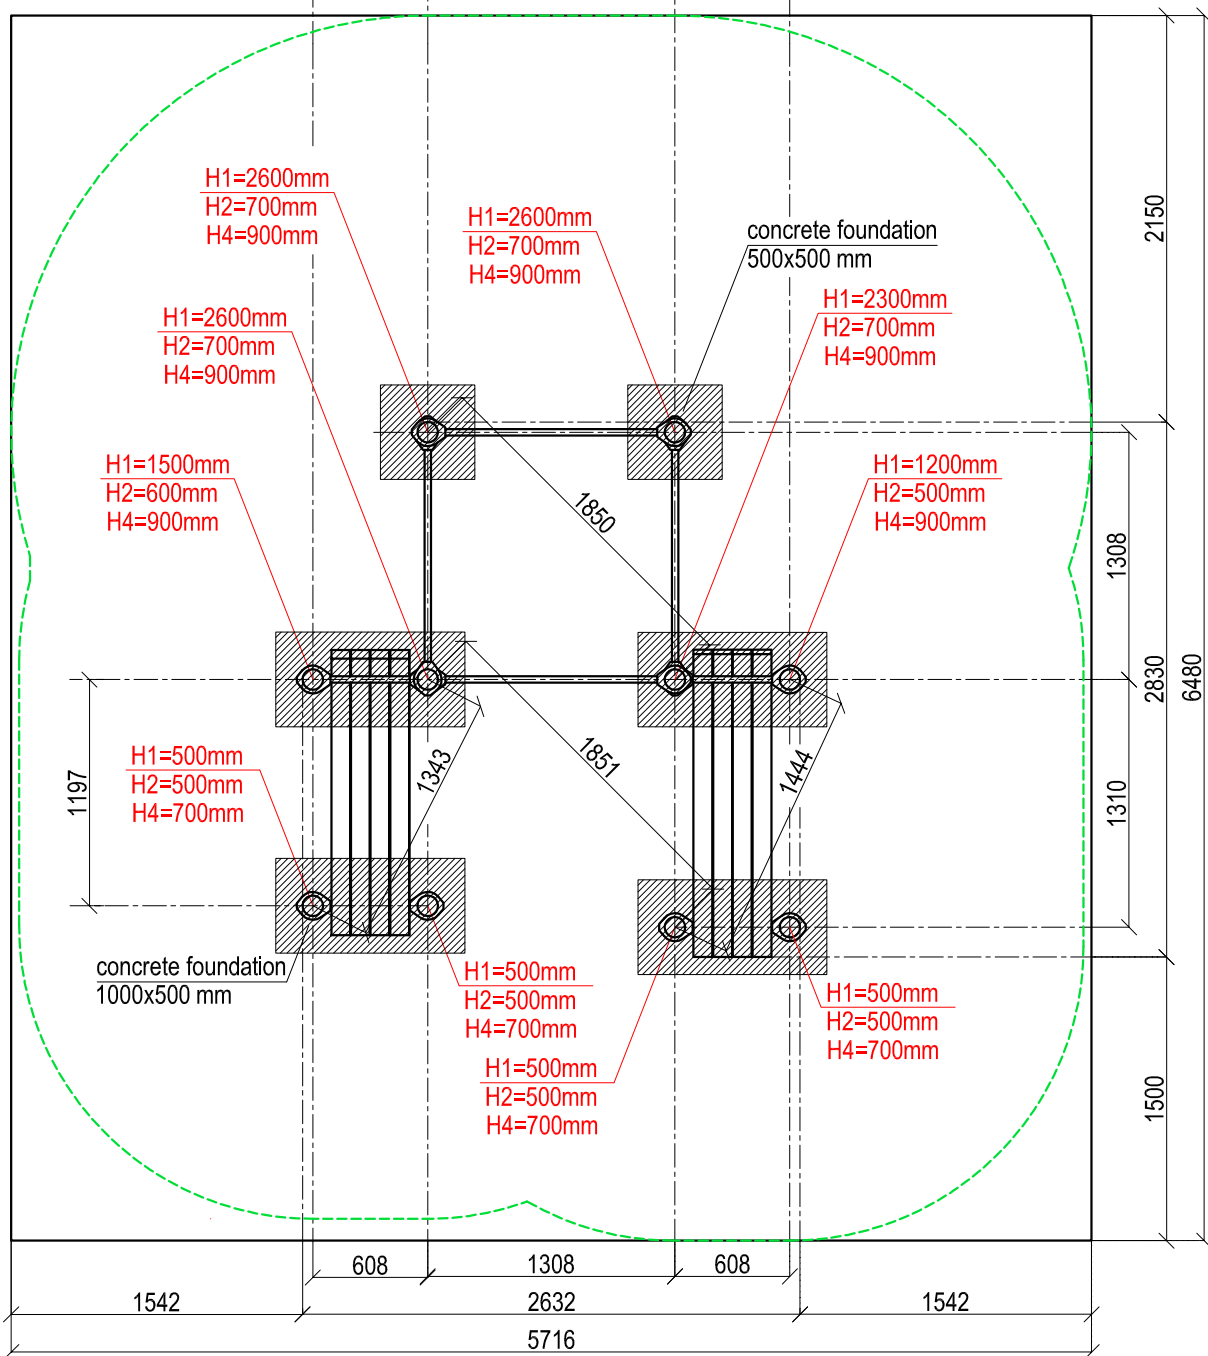 H1=2600mm
H2=700mm
H4=900mm
H1=2600mm
H2=700mm
H4=900mm
concrete foundation
500x500 mm
2150
H1=2600mm
H2=700mm
H4=900mm
H1=2300mm
H2=700mm
H4=900mm
H1=1500mm
H2=600mm
H4=900mm
1850
H1=1200mm
H2=500mm
H4=900mm
1308
2830
6480
H1=500mm
H2=500mm
H4=700mm
1197
1343
1851
1444
1310
concrete foundation
1000x500 mm
H1=500mm
H2=500mm
H4=700mm
H1=500mm
H2=500mm
H4=700mm
H1=500mm
H2=500mm
H4=700mm
1500
608
1308
608
1542
2632
1542
5716